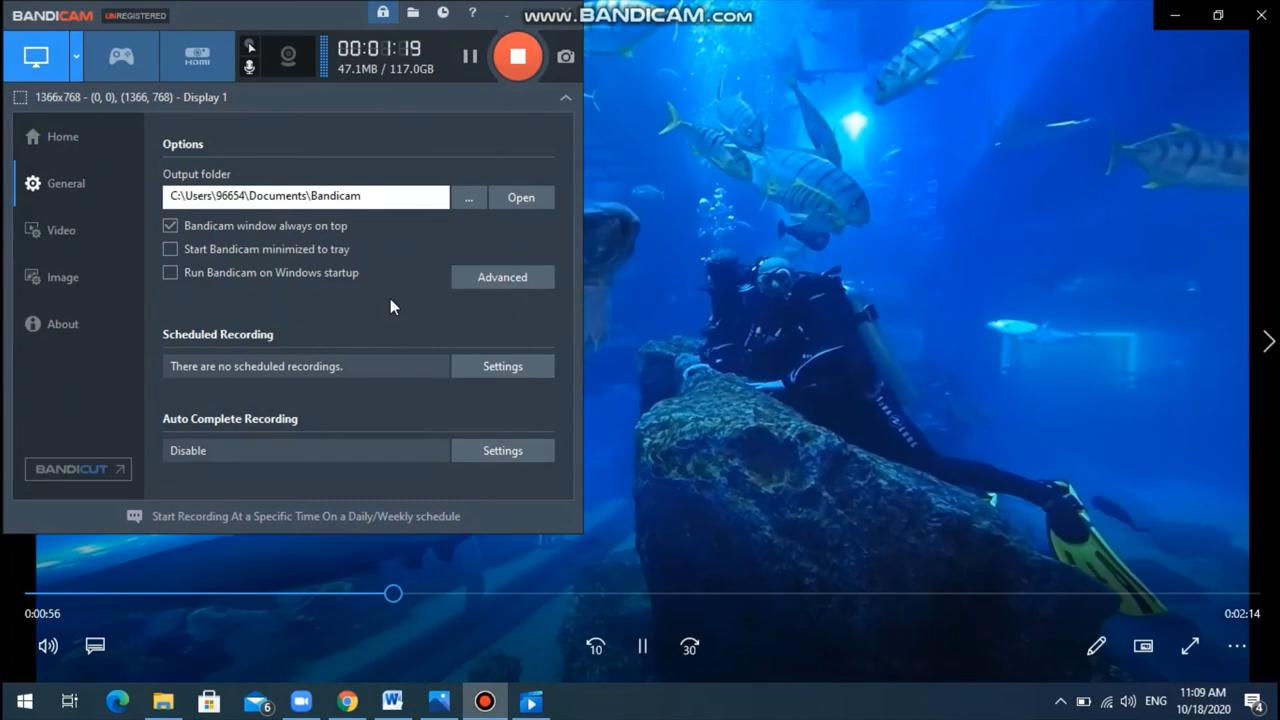 BANDICAM UNREGISTERED
?
www.BANDICAM.com
HDMI
00:01:19
47.1MB / 117.0GB
1366x768 - (0, 0), (1366, 768) - Display 1
Home
General
Video
Image
About
BANDICUT
Options
Output folder
C:\Users\96654\Documents\Bandicam
...
Open
Bandicam window always on top
Start Bandicam minimized to tray
Run Bandicam on Windows startup
Advanced
Scheduled Recording
There are no scheduled recordings.
Settings
Auto Complete Recording
Disable
Settings
Start Recording At a Specific Time On a Daily/Weekly schedule
0:00:56
0:02:14
10
30
6
W
ENG
11:09 AM
10/18/2020
4